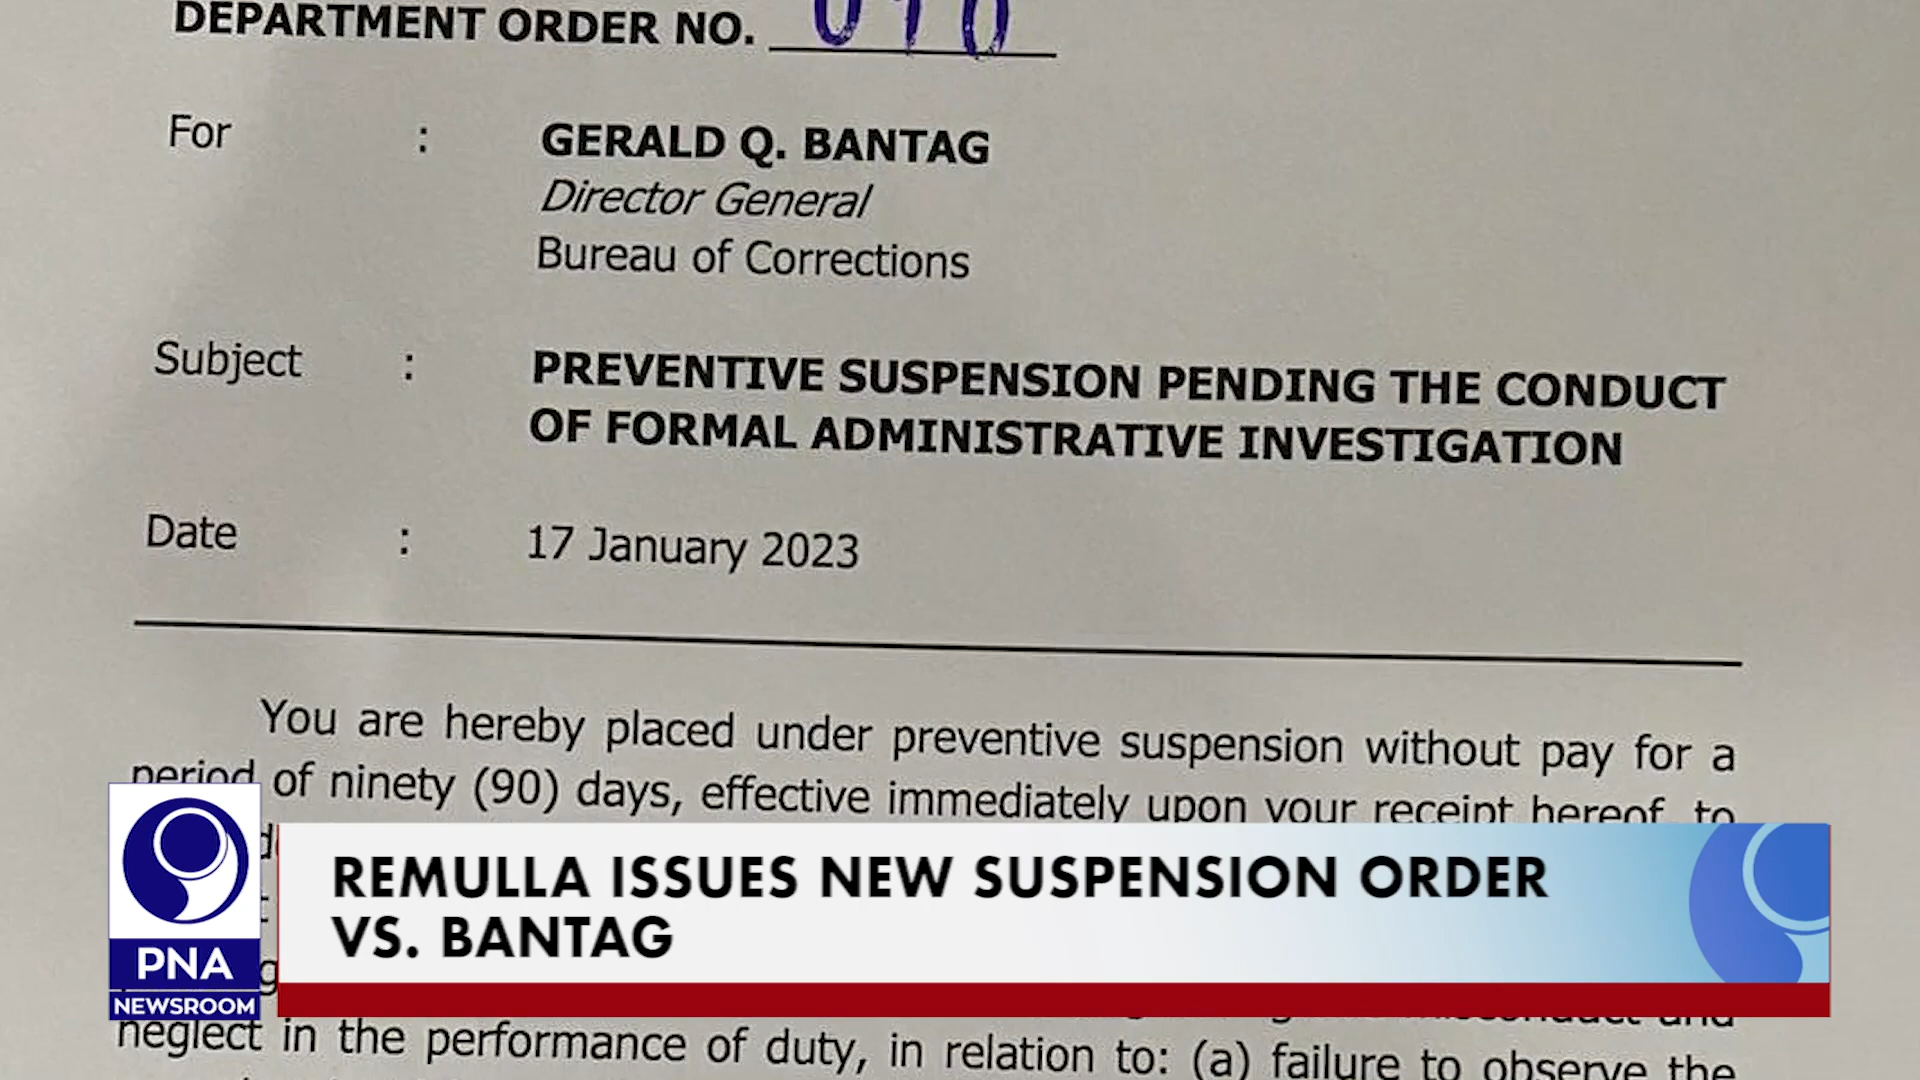 DEPARTMENT ORDER NO.
For : GERALD Q. BANTAG
Director General
Bureau of Corrections
Subject : PREVENTIVE SUSPENSION PENDING THE CONDUCT
OF FORMAL ADMINISTRATIVE INVESTIGATION
Date : 17 January 2023
You are hereby placed under preventive suspension without pay for a
period of ninety (90) days, effective immediately upon your receipt hereof, to
REMULLA ISSUES NEW SUSPENSION ORDER
VS. BANTAG
PNA
NEWSROOM
misconduct and
neglect in the performance of duty, in relation to: (a) failure to observe the